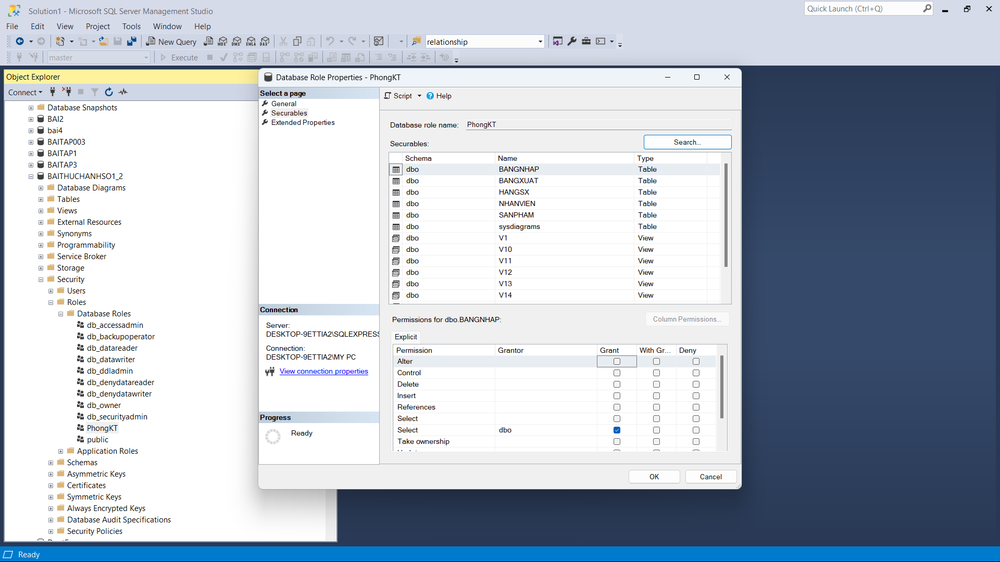 Solution1 - Microsoft SQL Server Management Studio
Quick Launch (Ctrl+Q)
File Edit View Project Tools Window Help
New Query MDX DMX XMLA DAX relationship
master Execute
Object Explorer
Connect
Database Snapshots
BAI2
bai4
BAITAP003
BAITAP1
BAITAP3
BAITHUCHANHSO1_2
Database Diagrams
Tables
Views
External Resources
Synonyms
Programmability
Service Broker
Storage
Security
Users
Roles
Database Roles
db_accessadmin
db_backupoperator
db_datareader
db_datawriter
db_ddladmin
db_denydatareader
db_denydatawriter
db_owner
db_securityadmin
PhongKT
public
Application Roles
Schemas
Asymmetric Keys
Certificates
Symmetric Keys
Always Encrypted Keys
Database Audit Specifications
Security Policies
Database Role Properties - PhongKT
Select a page
General
Securables
Extended Properties
Connection
Server:
DESKTOP-9ETTIA2\SQLEXPRESS
Connection:
DESKTOP-9ETTIA2\MY PC
View connection properties
Progress
Ready
Script Help
Database role name: PhongKT
Securables: Search...
Schema Name Type
dbo BANGNHAP Table
dbo BANGXUAT Table
dbo HANGSX Table
dbo NHANVIEN Table
dbo SANPHAM Table
dbo sysdiagrams Table
dbo V1 View
dbo V10 View
dbo V11 View
dbo V12 View
dbo V13 View
dbo V14 View
Permissions for dbo.BANGNHAP: Column Permissions...
Explicit
Permission Grantor Grant With Gr... Deny
Alter
Control
Delete
Insert
References
Select
Select dbo
Take ownership
OK Cancel
Ready